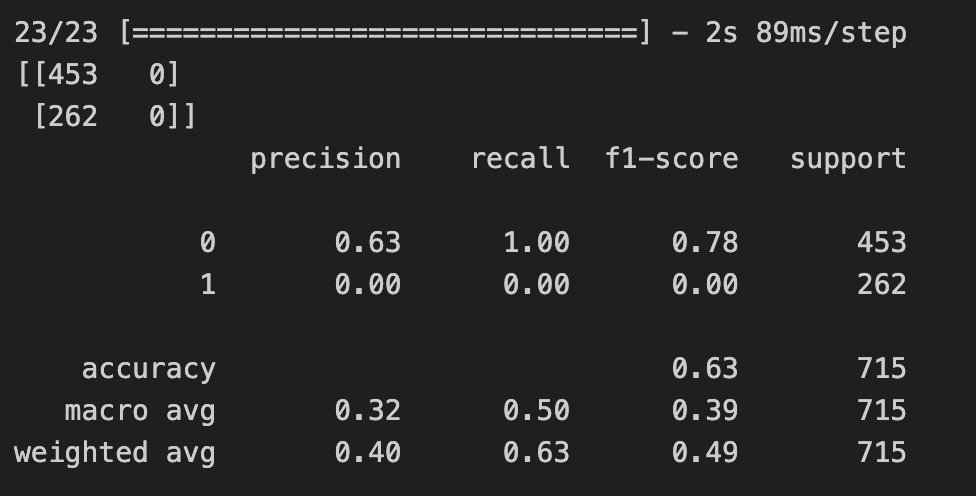 23/23 [==============================] - 2s 89ms/step
[[453   0]
 [262   0]]
              precision    recall  f1-score   support

           0       0.63      1.00      0.78       453
           1       0.00      0.00      0.00       262

    accuracy                           0.63       715
   macro avg       0.32      0.50      0.39       715
weighted avg       0.40      0.63      0.49       715